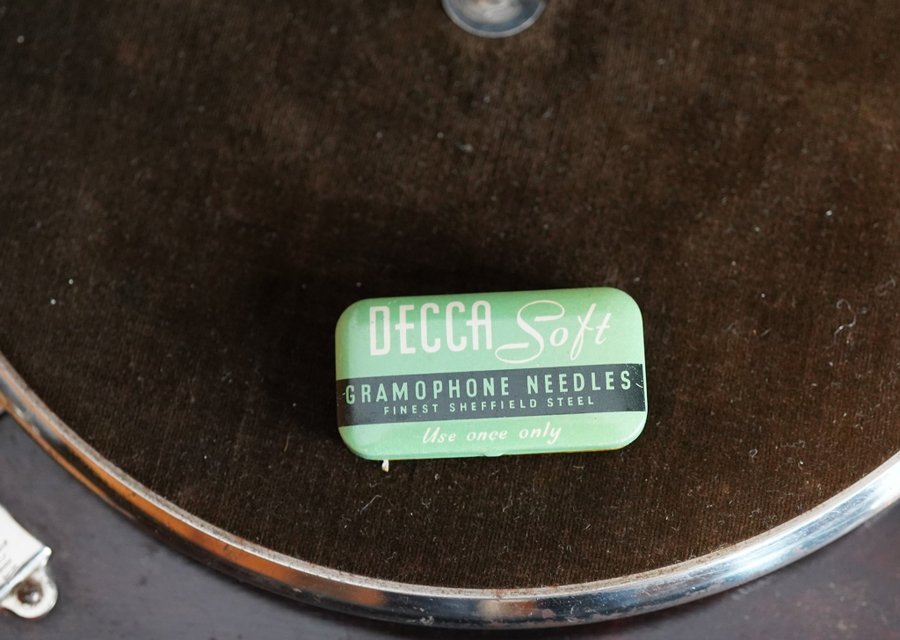 DECCA Soft
GRAMOPHONE NEEDLES
FINEST SHEFFIELD STEEL
Use once only